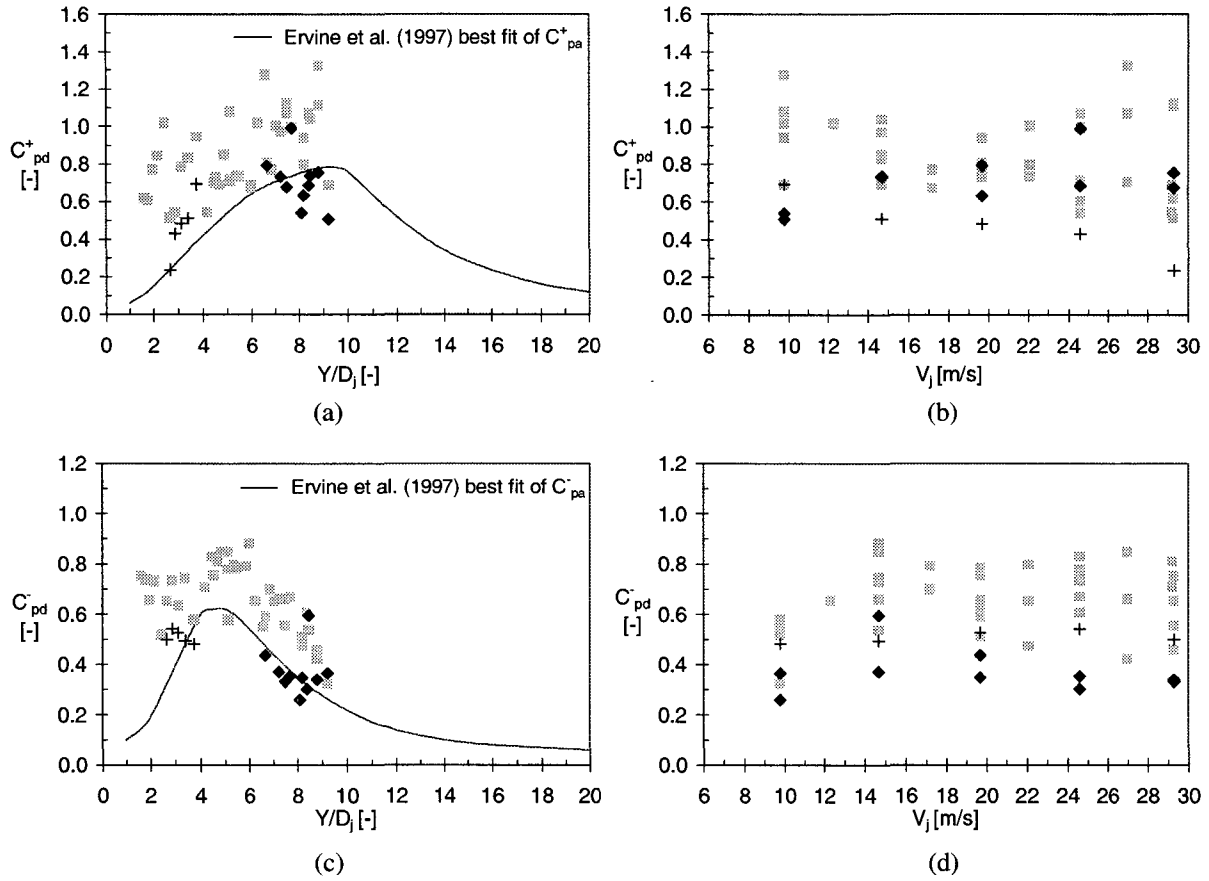 Ervine et al. (1997) best fit of C⁺pa
1.6
1.4
1.2
1.0
0.8
0.6
0.4
0.2
0.0
C⁺pd
[-]
0 2 4 6 8 10 12 14 16 18 20
Y/Dj [-]
(a)
1.6
1.4
1.2
1.0
0.8
0.6
0.4
0.2
0.0
C⁺pd
[-]
6 8 10 12 14 16 18 20 22 24 26 28 30
Vj [m/s]
(b)
Ervine et al. (1997) best fit of C⁻pa
1.2
1.0
0.8
0.6
0.4
0.2
0.0
C⁻pd
[-]
0 2 4 6 8 10 12 14 16 18 20
Y/Dj [-]
(c)
1.2
1.0
0.8
0.6
0.4
0.2
0.0
C⁻pd
[-]
6 8 10 12 14 16 18 20 22 24 26 28 30
Vj [m/s]
(d)